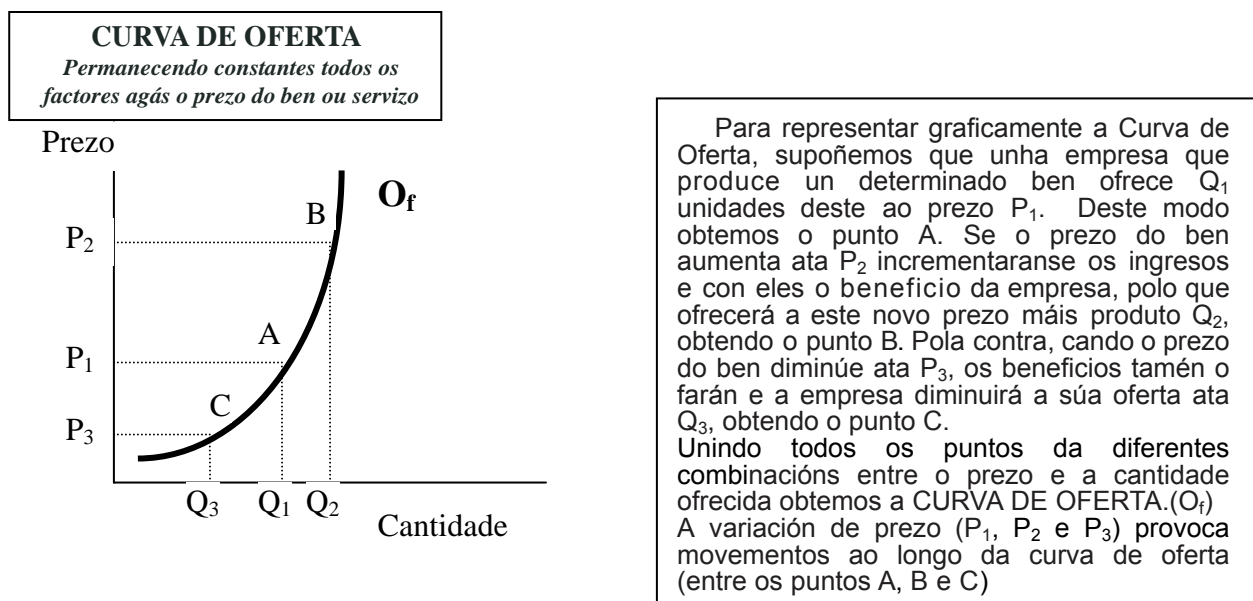 CURVA DE OFERTA
Permanecendo constantes todos os
factores agás o prezo do ben ou servizo
Prezo
O_f
B
P₂
A
P₁
C
P₃
Q₃ Q₁ Q₂
Cantidade
Para representar graficamente a Curva de
Oferta, supoñemos que unha empresa que
produce un determinado ben ofrece Q₁
unidades deste ao prezo P₁. Deste modo
obtemos o punto A. Se o prezo do ben
aumenta ata P₂ incrementaranse os ingresos
e con eles o beneficio da empresa, polo que
ofrecerá a este novo prezo máis produto Q₂,
obtendo o punto B. Pola contra, cando o prezo
do ben diminúe ata P₃, os beneficios tamén o
farán e a empresa diminuirá a súa oferta ata
Q₃, obtendo o punto C.
Unindo todos os puntos da diferentes
combinacións entre o prezo e a cantidade
ofrecida obtemos a CURVA DE OFERTA.(O_f)
A variación de prezo (P₁, P₂ e P₃) provoca
movementos ao longo da curva de oferta
(entre os puntos A, B e C)